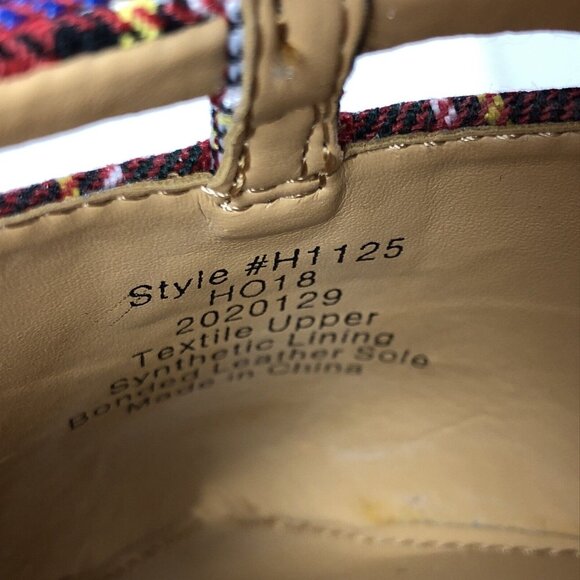 Style #H1125
HO18
2020129
Textile Upper
Synthetic Lining
Bonded Leather Sole
Made in China